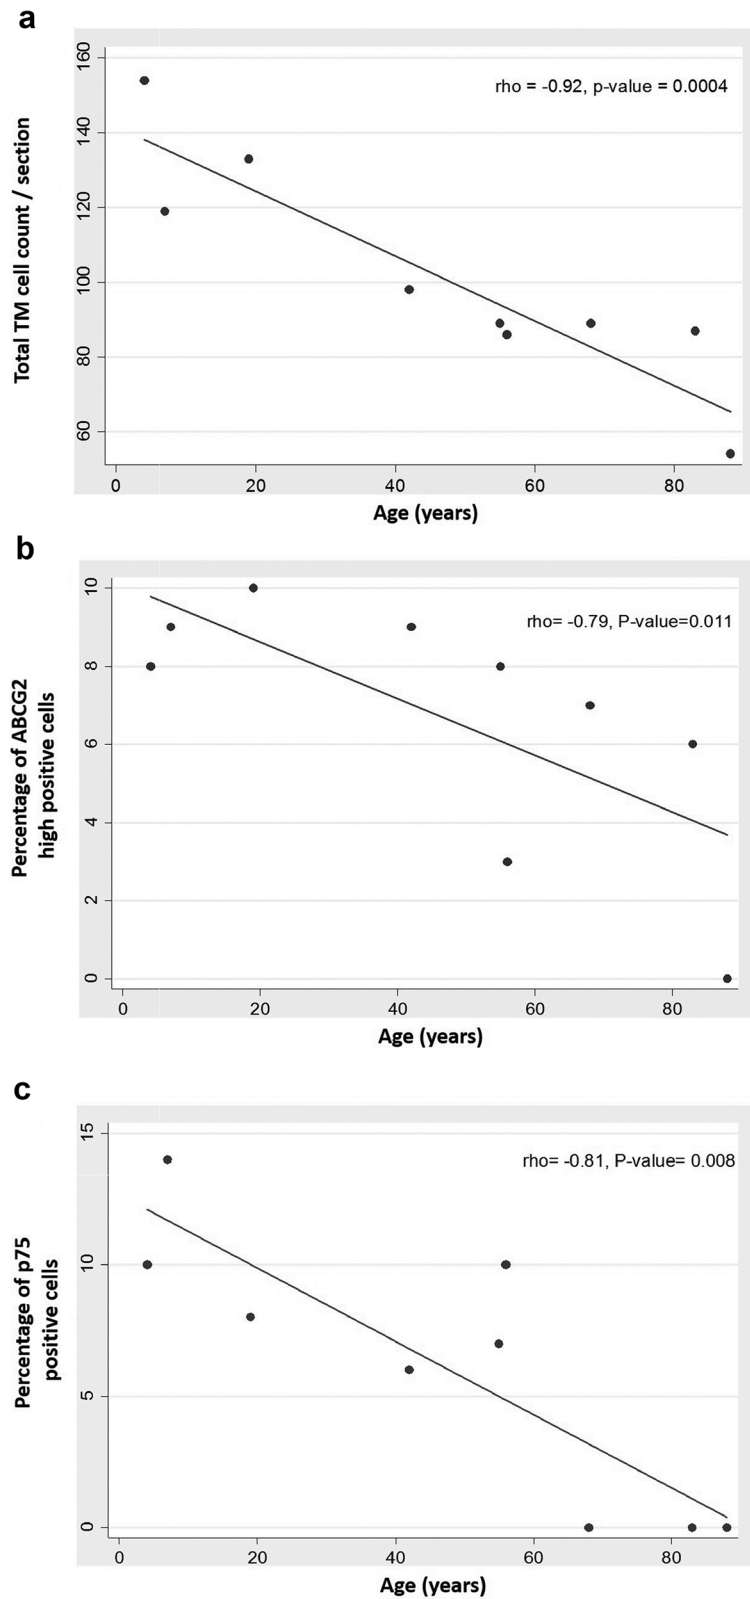 a
Total TM cell count / section
160
140
120
100
80
60
rho = -0.92, p-value = 0.0004
0 20 40 60 80
Age (years)
b
Percentage of ABCG2
high positive cells
10
8
6
4
2
0
rho= -0.79, P-value=0.011
0 20 40 60 80
Age (years)
c
Percentage of p75
positive cells
15
10
5
0
rho= -0.81, P-value= 0.008
0 20 40 60 80
Age (years)